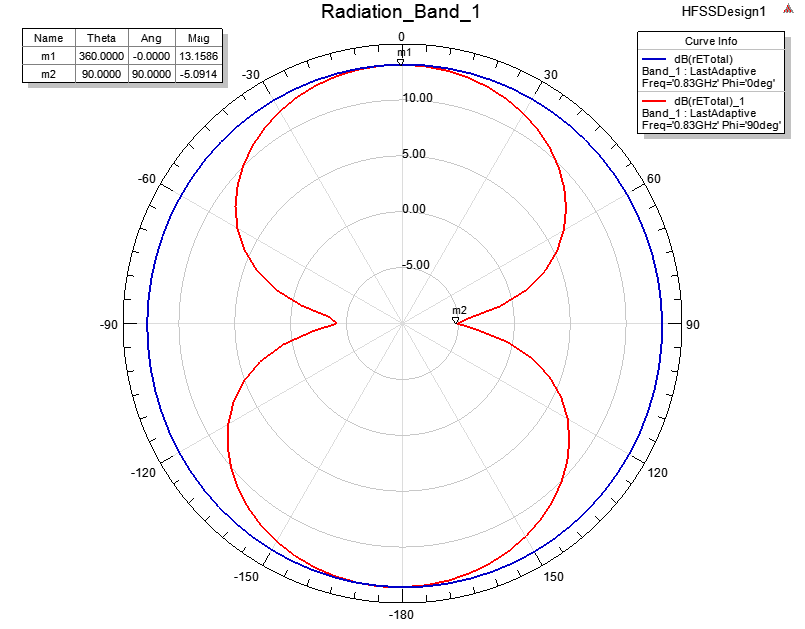 Radiation_Band_1
HFSSDesign1
Name Theta Ang Mag
m1 360.0000 -0.0000 13.1586
m2 90.0000 90.0000 -5.0914
Curve Info
dB(rETotal)
Band_1 : LastAdaptive
Freq='0.83GHz' Phi='0deg'
dB(rETotal)_1
Band_1 : LastAdaptive
Freq='0.83GHz' Phi='90deg'
0
m1
-30
30
10.00
5.00
-60
60
0.00
-5.00
m2
-90
90
-120
120
-150
150
-180